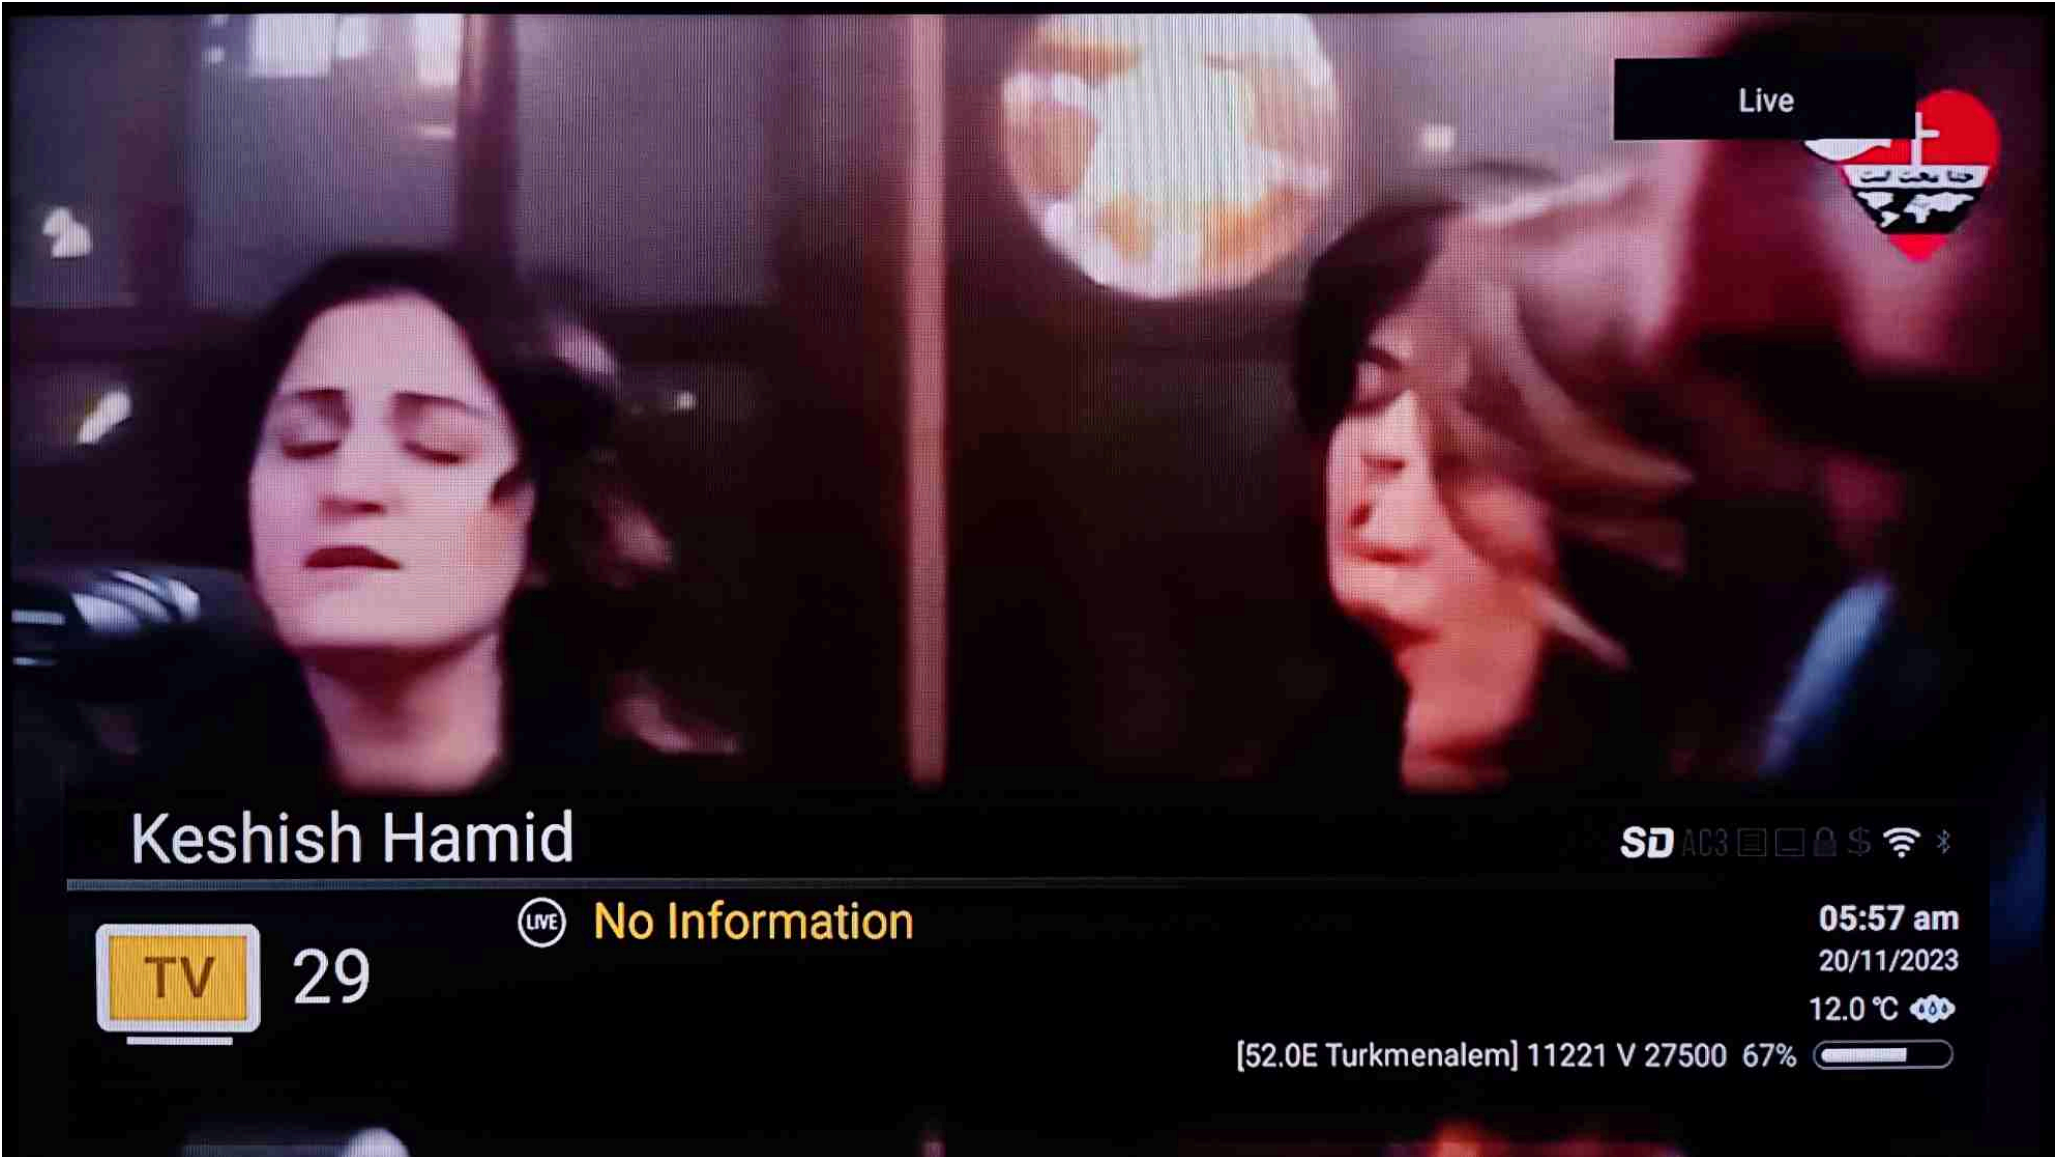 Live
Keshish Hamid
SD AC3 $
LIVE No Information
05:57 am
TV 29
20/11/2023
12.0 °C
[52.0E Turkmenalem] 11221 V 27500 67%